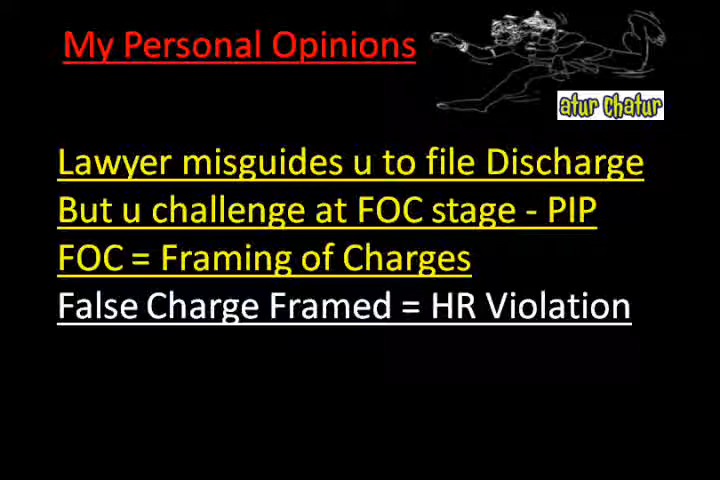 My Personal Opinions
atur chatur
Lawyer misguides u to file Discharge
But u challenge at FOC stage - PIP
FOC = Framing of Charges
False Charge Framed = HR Violation